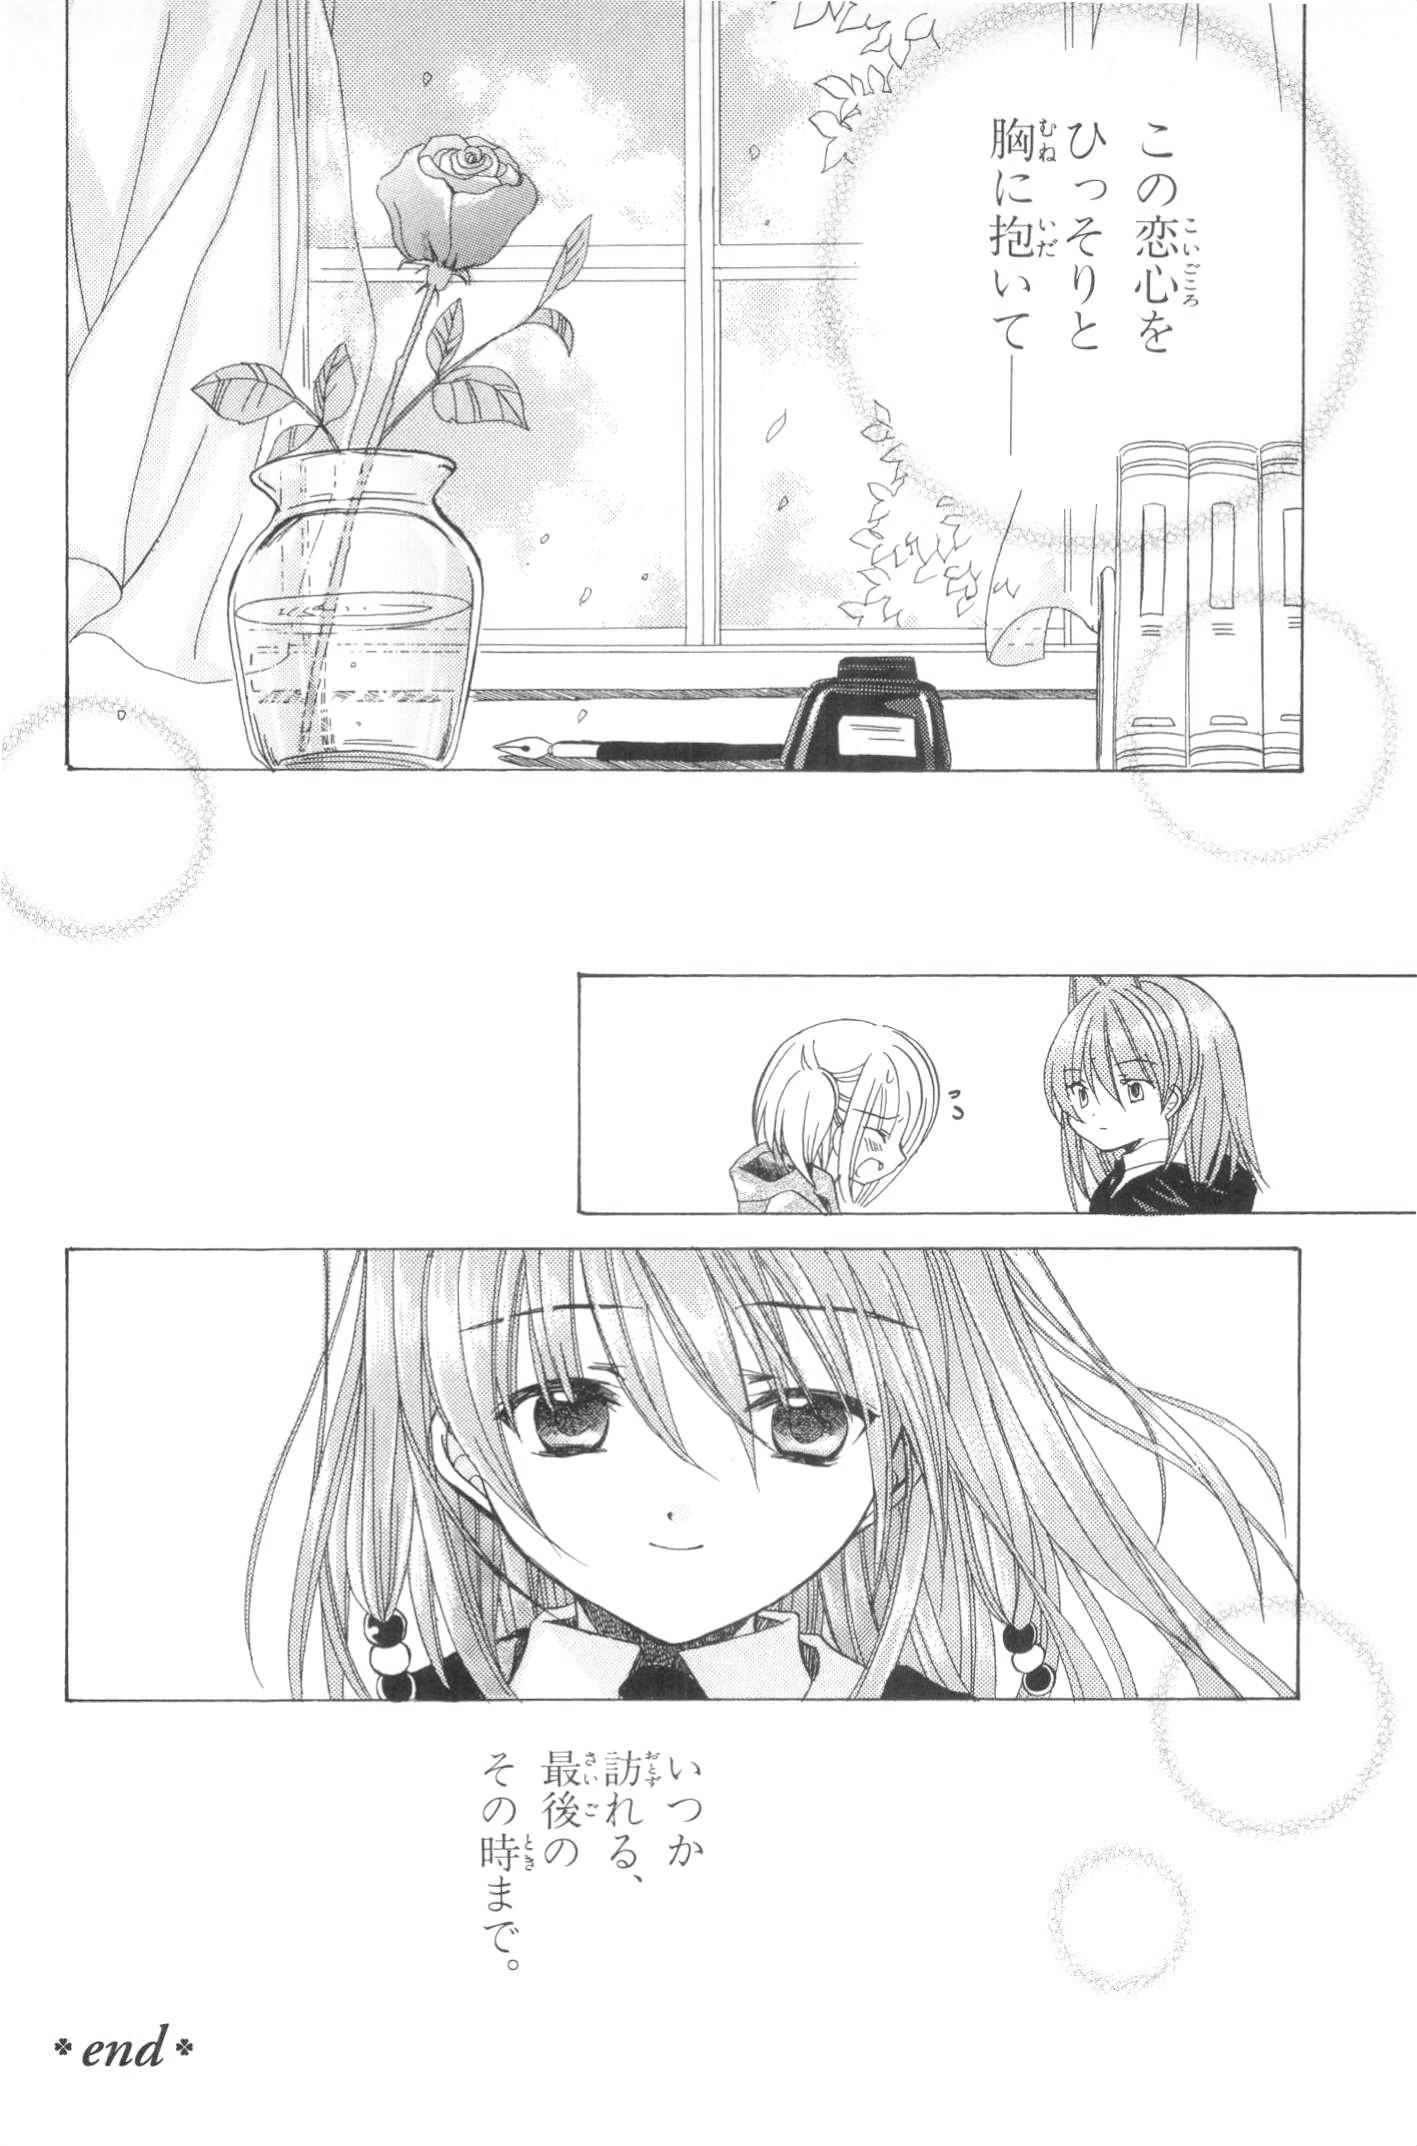 この恋心を
ひっそりと
胸に抱いて――
いつか
訪れる、
最後の
その時まで。
end